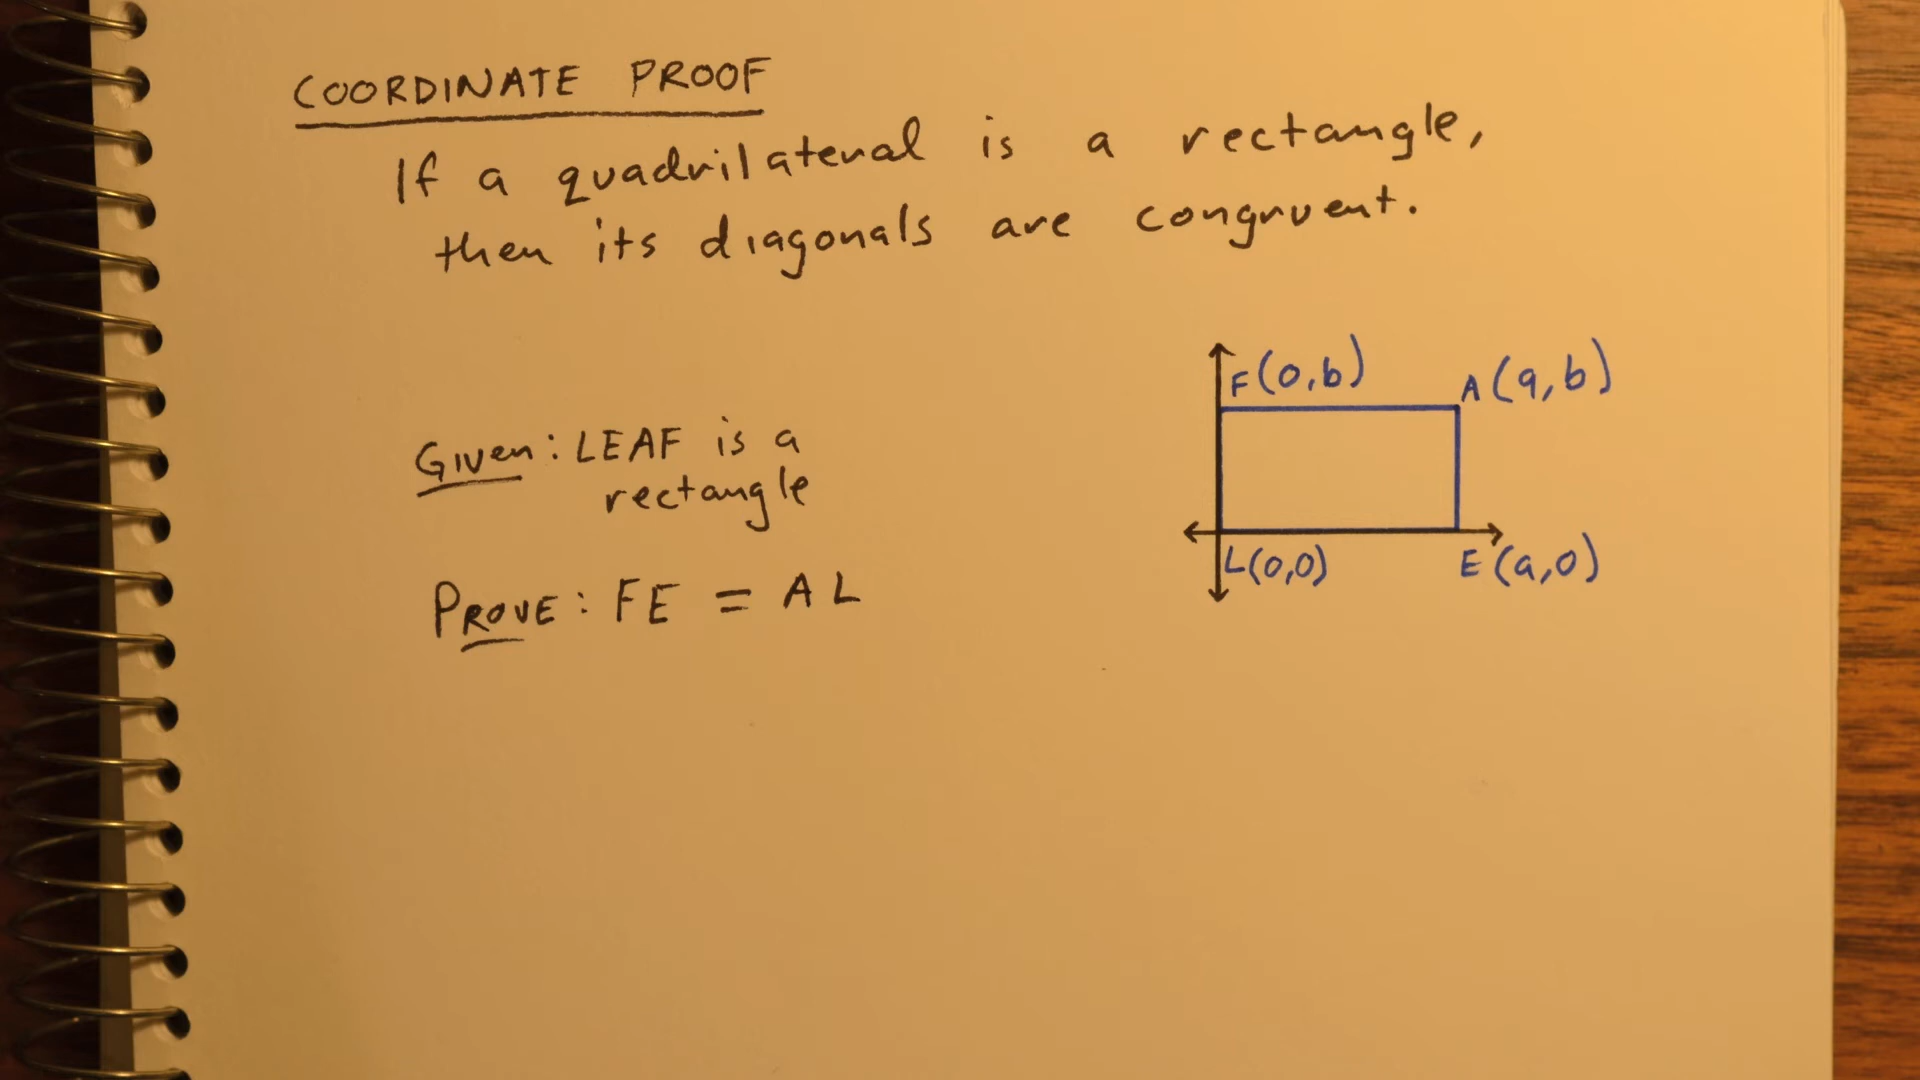 COORDINATE PROOF
If a quadrilateral is a rectangle,
then its diagonals are congruent.
F(0,b) A(a,b)
Given: LEAF is a
rectangle
L(0,0) E(a,0)
PROVE: FE = AL